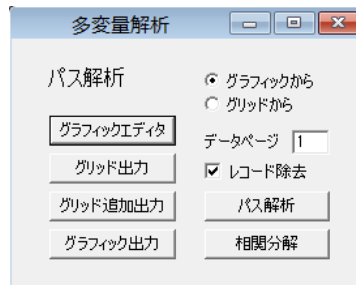 多変量解析
パス解析
グラフィックから
グリッドから
グラフィックエディタ
データページ 1
グリッド出力
レコード除去
グリッド追加出力
パス解析
グラフィック出力
相関分解